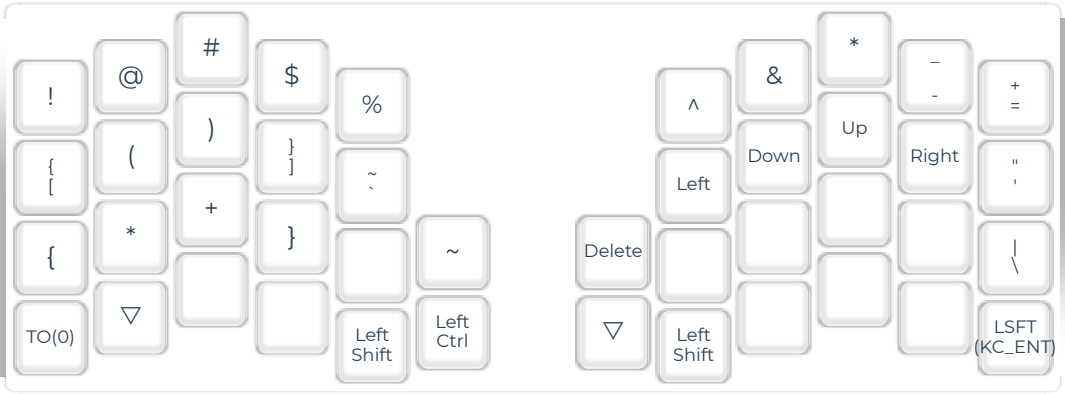 !
@
#
$
%
^
&
*
_
-
+
=
{
[
(
)
}
]
~
`
Left
Down
Up
Right
"
'
{
*
+
}
~
Delete
|
\
TO(0)
▽
Left
Shift
Left
Ctrl
▽
Left
Shift
LSFT
(KC_ENT)